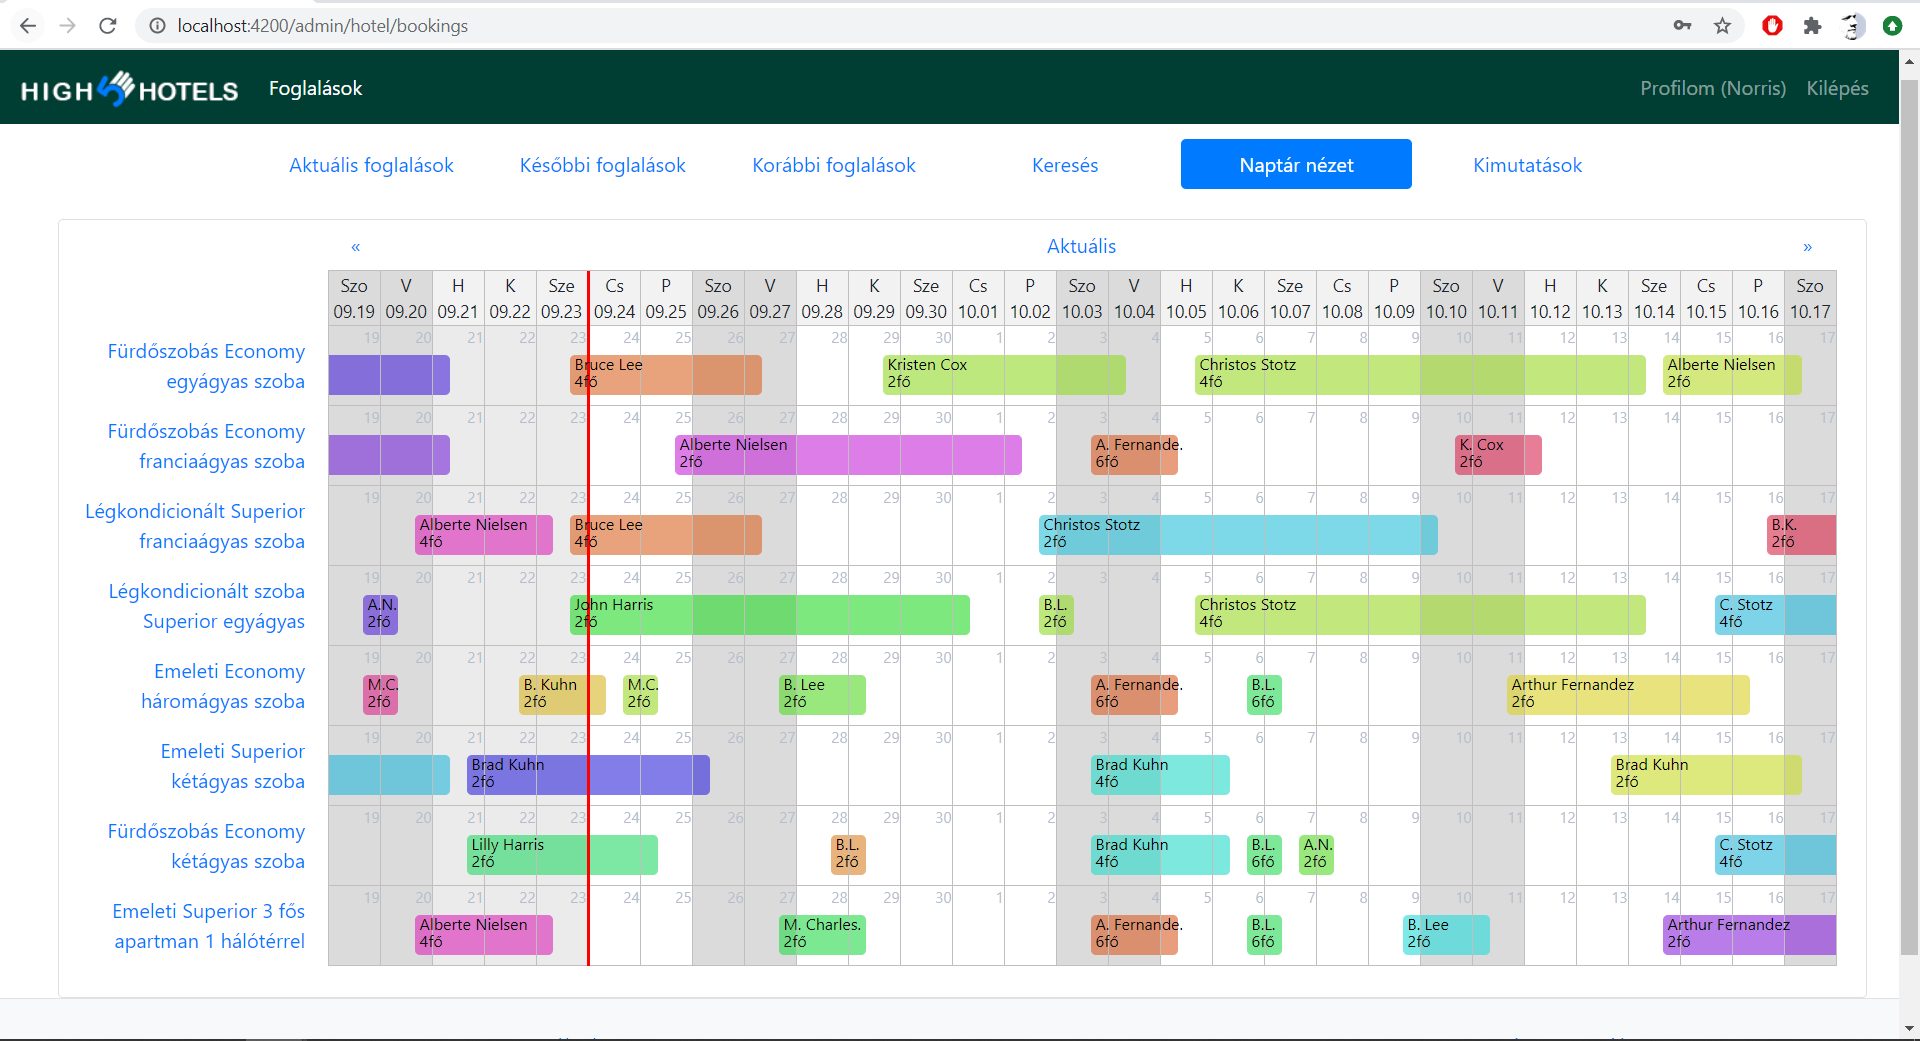 localhost:4200/admin/hotel/bookings
HIGH 5 HOTELS Foglalások Profilom (Norris) Kilépés
Aktuális foglalások Későbbi foglalások Korábbi foglalások Keresés Naptár nézet Kimutatások
« Aktuális »
Szo V H K Sze Cs P Szo V H K Sze Cs P Szo V H K Sze Cs P Szo V H K Sze Cs P Szo
09.19 09.20 09.21 09.22 09.23 09.24 09.25 09.26 09.27 09.28 09.29 09.30 10.01 10.02 10.03 10.04 10.05 10.06 10.07 10.08 10.09 10.10 10.11 10.12 10.13 10.14 10.15 10.16 10.17
19 20 21 22 23 24 25 26 27 28 29 30 1 2 3 4 5 6 7 8 9 10 11 12 13 14 15 16 17
Fürdőszobás Economy
egyágyas szoba
Bruce Lee Kristen Cox Christos Stotz Alberte Nielsen
4fő 2fő 4fő 2fő
19 20 21 22 23 24 25 26 27 28 29 30 1 2 3 4 5 6 7 8 9 10 11 12 13 14 15 16 17
Fürdőszobás Economy
franciaágyas szoba
Alberte Nielsen A. Fernande. K. Cox
2fő 6fő 2fő
19 20 21 22 23 24 25 26 27 28 29 30 1 2 3 4 5 6 7 8 9 10 11 12 13 14 15 16 17
Légkondicionált Superior
franciaágyas szoba
Alberte Nielsen Bruce Lee Christos Stotz B.K.
4fő 4fő 2fő 2fő
19 20 21 22 23 24 25 26 27 28 29 30 1 2 3 4 5 6 7 8 9 10 11 12 13 14 15 16 17
Légkondicionált szoba
Superior egyágyas
A.N. John Harris B.L. Christos Stotz C. Stotz
2fő 2fő 2fő 4fő 4fő
19 20 21 22 23 24 25 26 27 28 29 30 1 2 3 4 5 6 7 8 9 10 11 12 13 14 15 16 17
Emeleti Economy
háromágyas szoba
M.C. B. Kuhn M.C. B. Lee A. Fernande. B.L. Arthur Fernandez
2fő 2fő 2fő 2fő 6fő 6fő 2fő
19 20 21 22 23 24 25 26 27 28 29 30 1 2 3 4 5 6 7 8 9 10 11 12 13 14 15 16 17
Emeleti Superior
kétágyas szoba
Brad Kuhn Brad Kuhn Brad Kuhn
2fő 4fő 2fő
19 20 21 22 23 24 25 26 27 28 29 30 1 2 3 4 5 6 7 8 9 10 11 12 13 14 15 16 17
Fürdőszobás Economy
kétágyas szoba
Lilly Harris B.L. Brad Kuhn B.L. A.N. C. Stotz
2fő 2fő 4fő 6fő 2fő 4fő
19 20 21 22 23 24 25 26 27 28 29 30 1 2 3 4 5 6 7 8 9 10 11 12 13 14 15 16 17
Emeleti Superior 3 fős
apartman 1 hálótérrel
Alberte Nielsen M. Charles. A. Fernande. B.L. B. Lee Arthur Fernandez
4fő 2fő 6fő 6fő 2fő 2fő